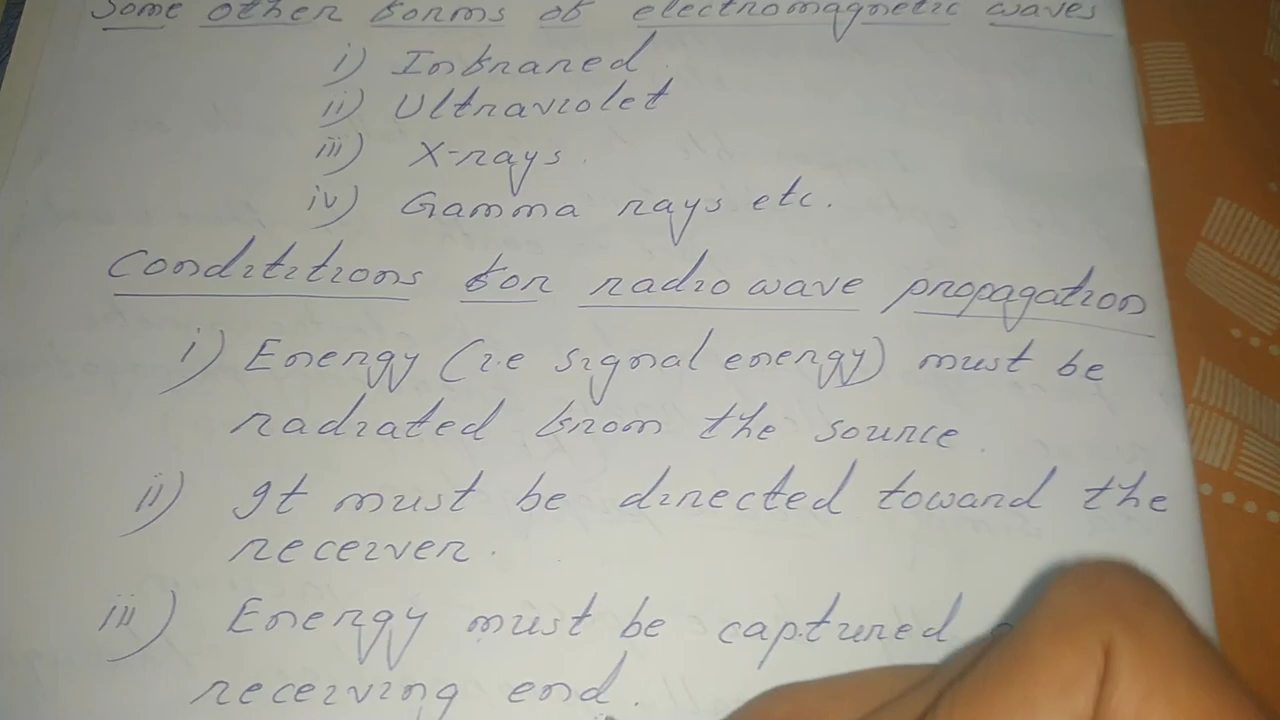 Some other forms of electromagnetic waves
i) Infrared
ii) Ultraviolet
iii) X-rays.
iv) Gamma rays etc.
Conditions for radio wave propagation
i) Energy (i.e signal energy) must be
radiated from the source.
ii) It must be directed toward the
receiver.
iii) Energy must be captured
receiving end.